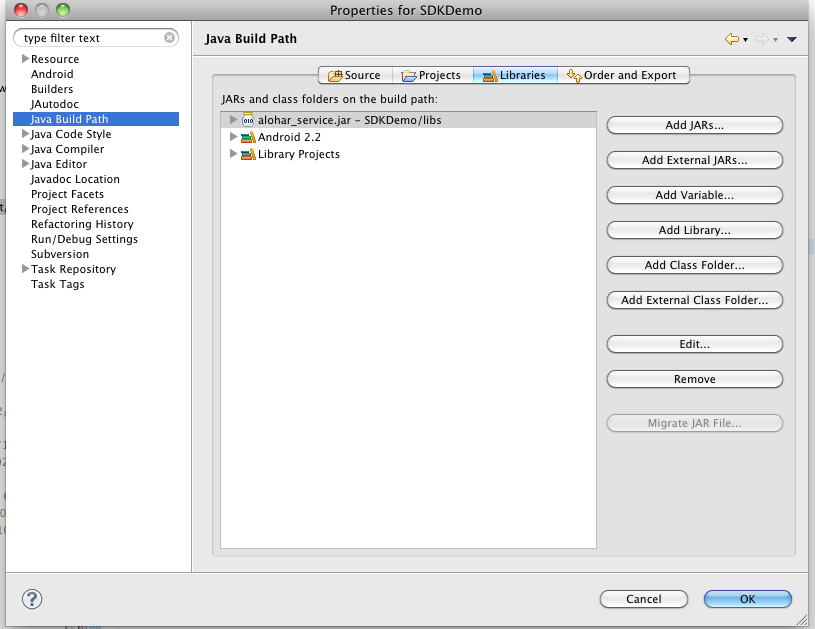 Properties for SDKDemo
type filter text
Resource
Android
Builders
JAutodoc
Java Build Path
Java Code Style
Java Compiler
Java Editor
Javadoc Location
Project Facets
Project References
Refactoring History
Run/Debug Settings
Subversion
Task Repository
Task Tags
Java Build Path
Source
Projects
Libraries
Order and Export
JARs and class folders on the build path:
alohar_service.jar – SDKDemo/libs
Android 2.2
Library Projects
Add JARs...
Add External JARs...
Add Variable...
Add Library...
Add Class Folder...
Add External Class Folder...
Edit...
Remove
Migrate JAR File...
?
Cancel
OK